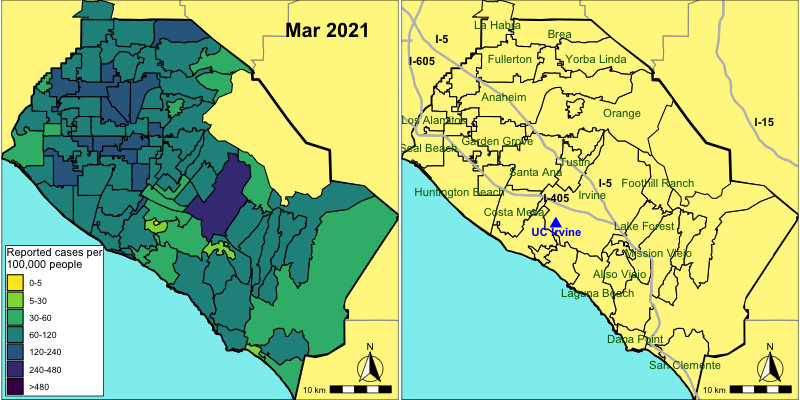 Mar 2021
Reported cases per
100,000 people
0-5
5-30
30-60
60-120
120-240
240-480
>480
N
10 km
La Habra
Brea
I-5
I-605
Fullerton
Yorba Linda
Anaheim
Orange
I-15
Los Alamitos
Garden Grove
Seal Beach
Tustin
Santa Ana
I-5
Foothill Ranch
Huntington Beach
Irvine
I-405
Costa Mesa
UC Irvine
Lake Forest
Mission Viejo
Aliso Viejo
Laguna Beach
Dana Point
San Clemente
N
10 km